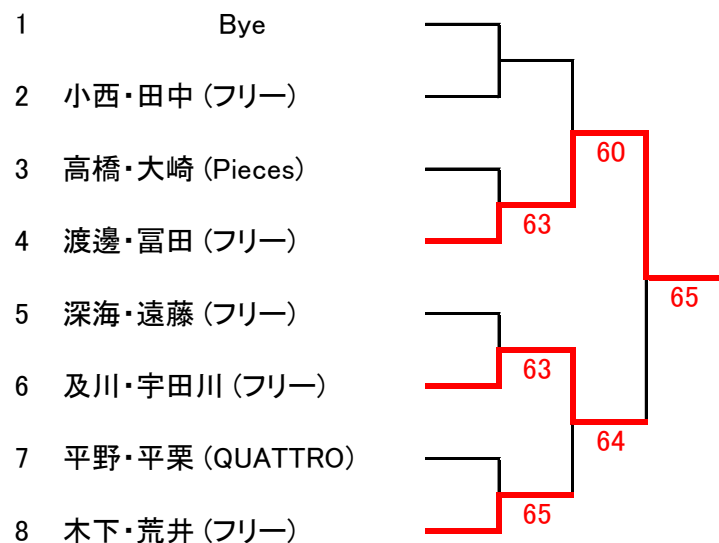 1 Bye
2 小西・田中 (フリー)
60
3 高橋・大崎 (Pieces)
63
4 渡邊・冨田 (フリー)
65
5 深海・遠藤 (フリー)
63
6 及川・宇田川 (フリー)
64
7 平野・平栗 (QUATTRO)
65
8 木下・荒井 (フリー)